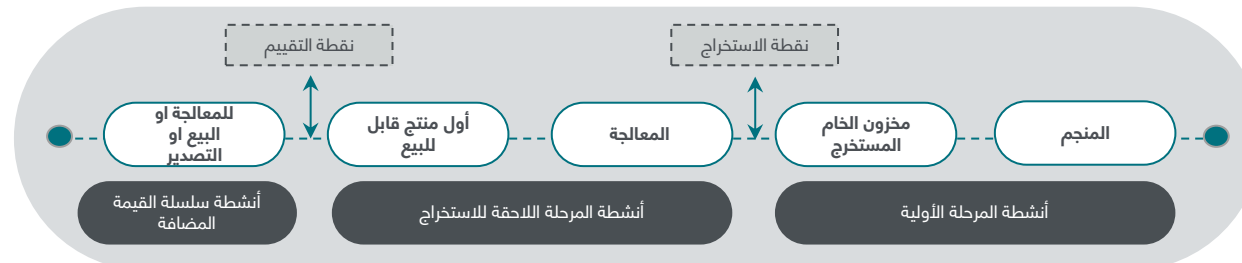 نقطة الاستخراج
نقطة التقييم
المنجم
مخزون الخام
المستخرج
المعالجة
أول منتج قابل
للبيع
للمعالجة او
البيع او
التصدير
أنشطة المرحلة الأولية
أنشطة المرحلة اللاحقة للاستخراج
أنشطة سلسلة القيمة
المضافة